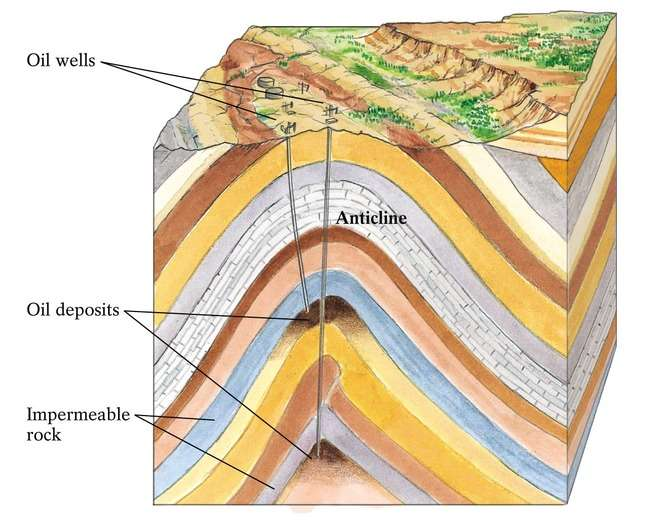 Oil wells
Anticline
Oil deposits
Impermeable
rock